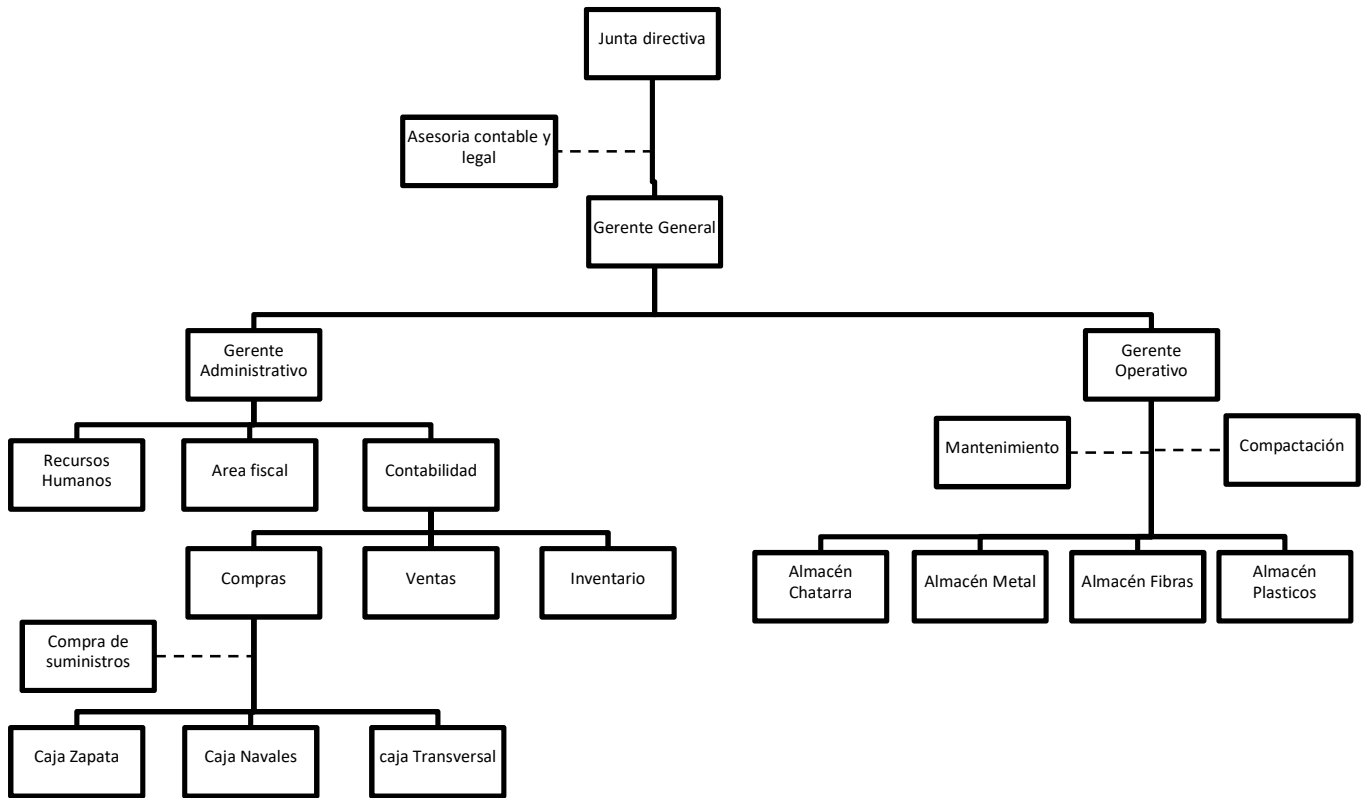 Junta directiva
Asesoria contable y
legal
Gerente General
Gerente
Administrativo
Gerente
Operativo
Recursos
Humanos
Area fiscal
Contabilidad
Mantenimiento
Compactación
Compras
Ventas
Inventario
Almacén
Chatarra
Almacén Metal
Almacén Fibras
Almacén
Plasticos
Compra de
suministros
Caja Zapata
Caja Navales
caja Transversal